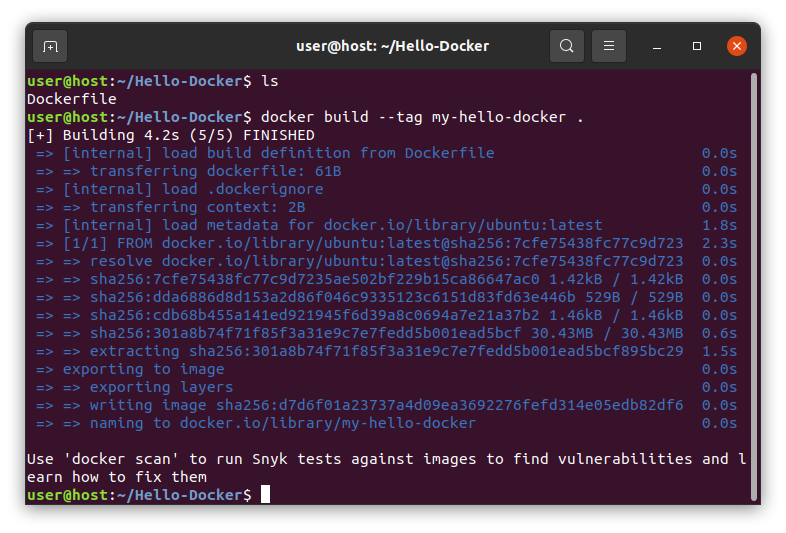 user@host: ~/Hello-Docker
user@host:~/Hello-Docker$ ls
Dockerfile
user@host:~/Hello-Docker$ docker build --tag my-hello-docker .
[+] Building 4.2s (5/5) FINISHED
=> [internal] load build definition from Dockerfile 0.0s
=> => transferring dockerfile: 61B 0.0s
=> [internal] load .dockerignore 0.0s
=> => transferring context: 2B 0.0s
=> [internal] load metadata for docker.io/library/ubuntu:latest 1.8s
=> [1/1] FROM docker.io/library/ubuntu:latest@sha256:7cfe75438fc77c9d723 2.3s
=> => resolve docker.io/library/ubuntu:latest@sha256:7cfe75438fc77c9d723 0.0s
=> => sha256:7cfe75438fc77c9d7235ae502bf229b15ca86647ac0 1.42kB / 1.42kB 0.0s
=> => sha256:dda6886d8d153a2d86f046c9335123c6151d83fd63e446b 529B / 529B 0.0s
=> => sha256:cdb68b455a141ed921945f6d39a8c0694a7e21a37b2 1.46kB / 1.46kB 0.0s
=> => sha256:301a8b74f71f85f3a31e9c7e7fedd5b001ead5bcf 30.43MB / 30.43MB 0.6s
=> => extracting sha256:301a8b74f71f85f3a31e9c7e7fedd5b001ead5bcf895bc29 1.5s
=> exporting to image 0.0s
=> => exporting layers 0.0s
=> => writing image sha256:d7d6f01a23737a4d09ea3692276fefd314e05edb82df6 0.0s
=> => naming to docker.io/library/my-hello-docker 0.0s
Use 'docker scan' to run Snyk tests against images to find vulnerabilities and l
earn how to fix them
user@host:~/Hello-Docker$